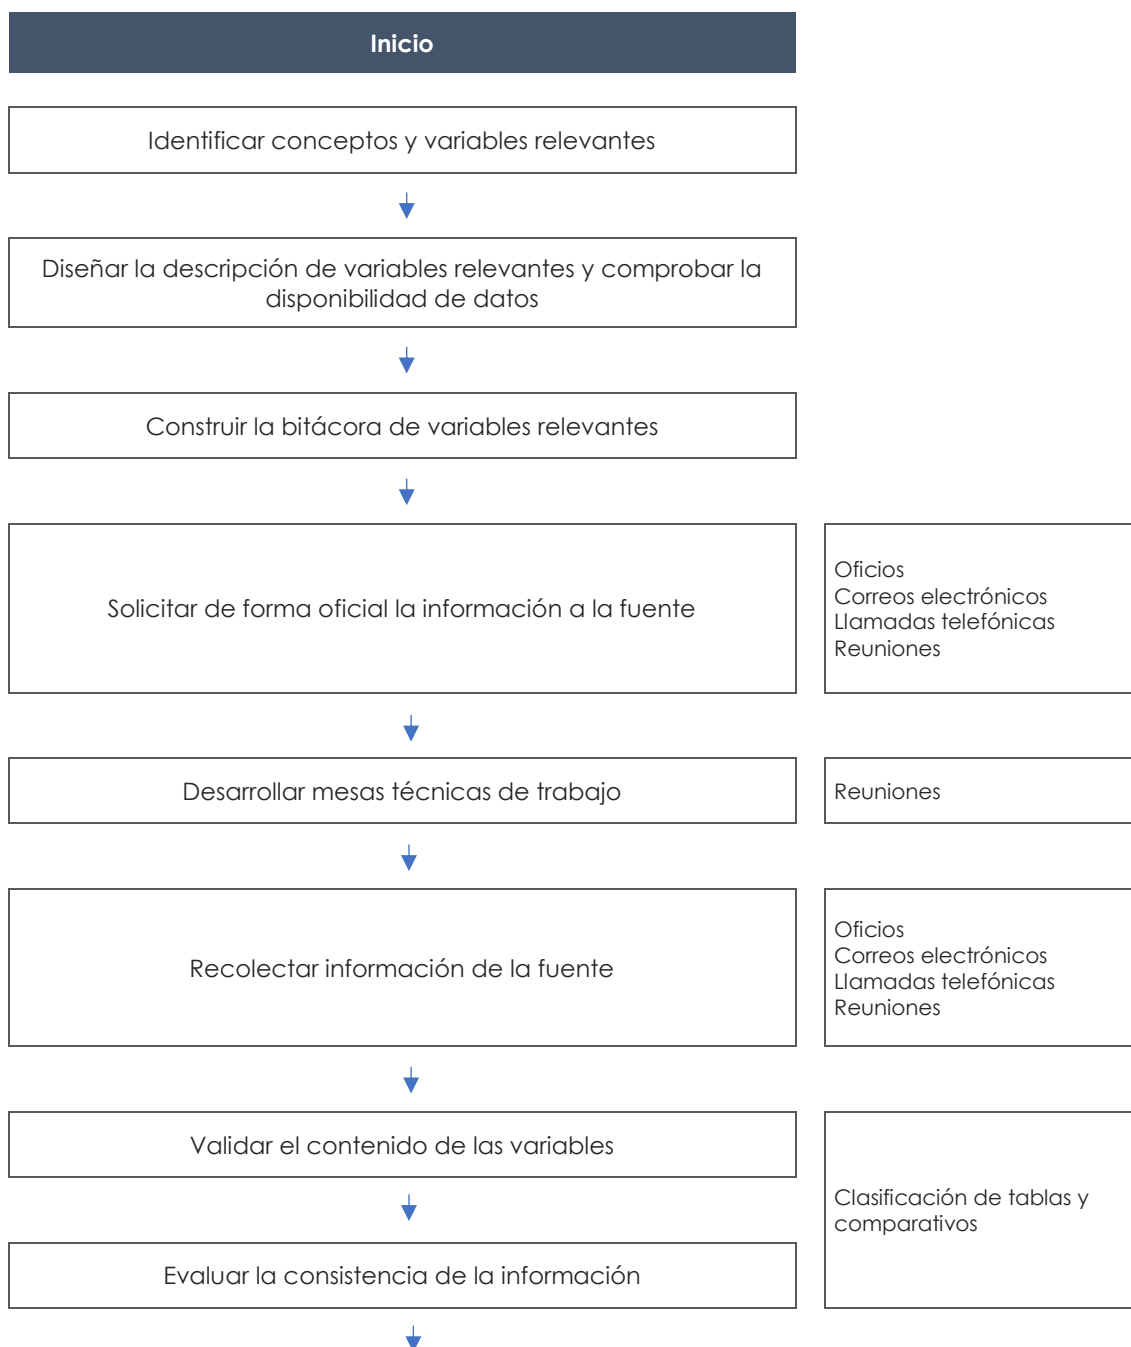 Inicio
Identificar conceptos y variables relevantes
Diseñar la descripción de variables relevantes y comprobar la
disponibilidad de datos
Construir la bitácora de variables relevantes
Solicitar de forma oficial la información a la fuente
Oficios
Correos electrónicos
Llamadas telefónicas
Reuniones
Desarrollar mesas técnicas de trabajo
Reuniones
Recolectar información de la fuente
Oficios
Correos electrónicos
Llamadas telefónicas
Reuniones
Validar el contenido de las variables
Clasificación de tablas y
comparativos
Evaluar la consistencia de la información